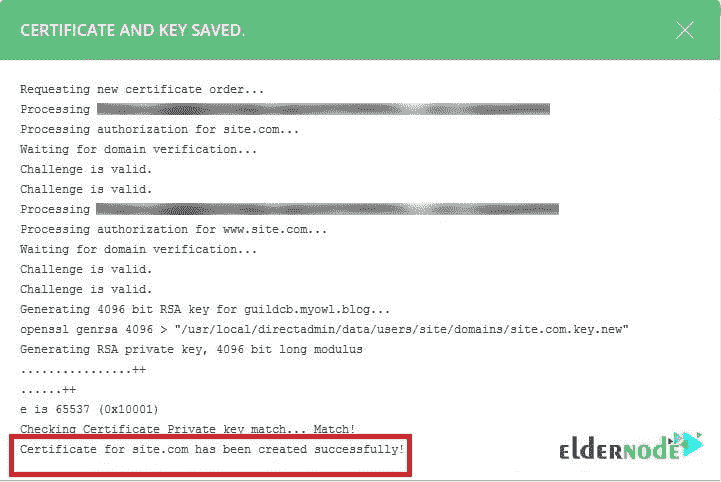 CERTIFICATE AND KEY SAVED.
Requesting new certificate order...
Processing
Processing authorization for site.com...
Waiting for domain verification...
Challenge is valid.
Challenge is valid.
Processing
Processing authorization for www.site.com...
Waiting for domain verification...
Challenge is valid.
Challenge is valid.
Generating 4096 bit RSA key for guildcb.myowl.blog...
openssl genrsa 4096 > "/usr/local/directadmin/data/users/site/domains/site.com.key.new"
Generating RSA private key, 4096 bit long modulus
................++
......++
e is 65537 (0x10001)
Checking Certificate Private key match... Match!
Certificate for site.com has been created successfully!
ELDERNODE